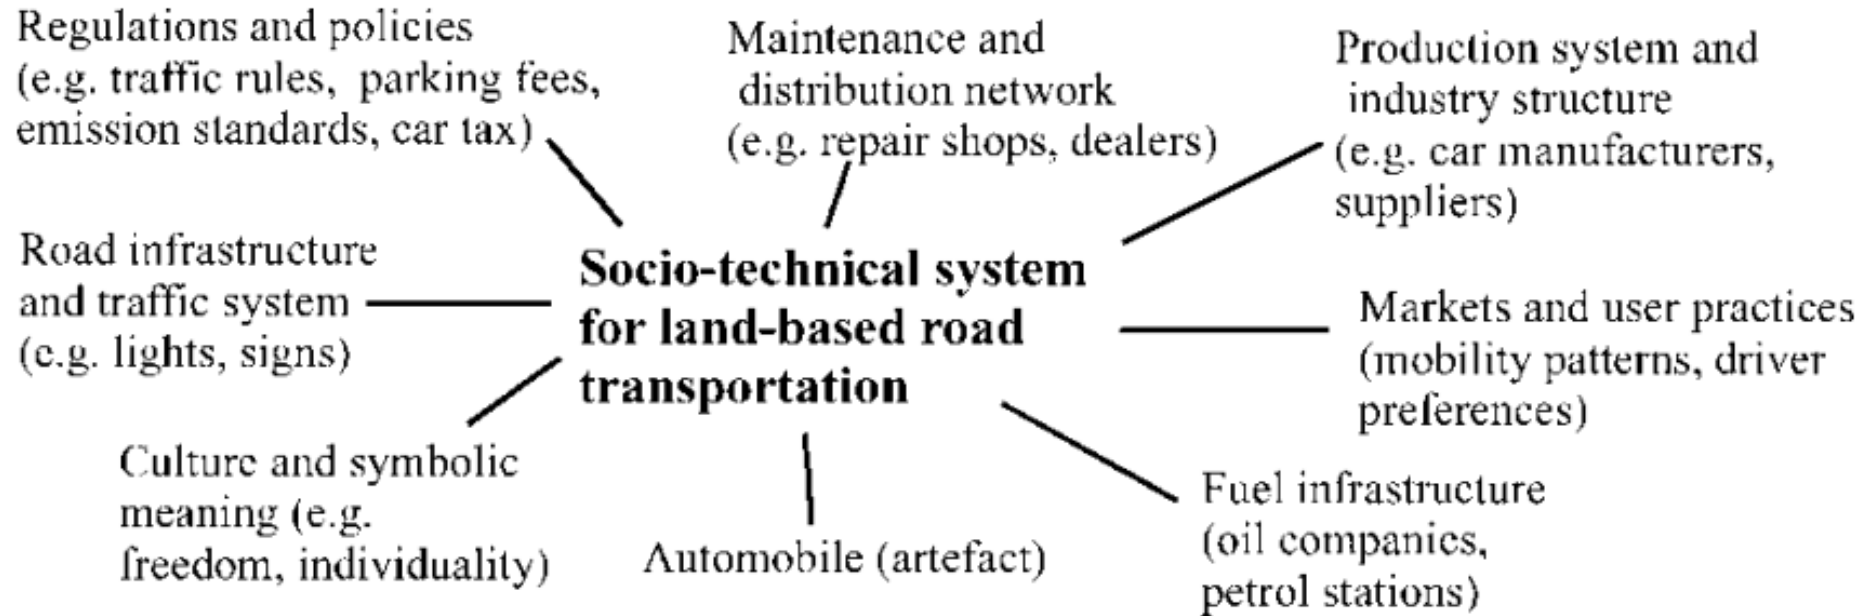 Regulations and policies
(e.g. traffic rules, parking fees,
emission standards, car tax)
Maintenance and
distribution network
(e.g. repair shops, dealers)
Production system and
industry structure
(e.g. car manufacturers,
suppliers)
Road infrastructure
and traffic system
(e.g. lights, signs)
Socio-technical system
for land-based road
transportation
Markets and user practices
(mobility patterns, driver
preferences)
Culture and symbolic
meaning (e.g.
freedom, individuality)
Automobile (artefact)
Fuel infrastructure
(oil companies,
petrol stations)